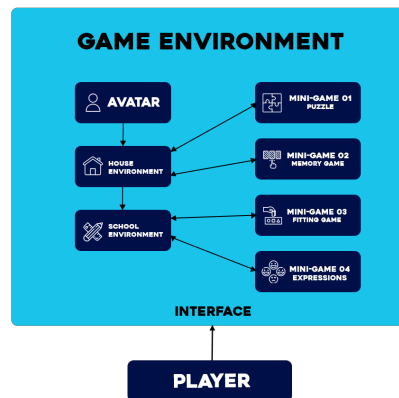 GAME ENVIRONMENT
AVATAR
HOUSE
ENVIRONMENT
SCHOOL
ENVIRONMENT
MINI-GAME 01
PUZZLE
MINI-GAME 02
MEMORY GAME
MINI-GAME 03
FITTING GAME
MINI-GAME 04
EXPRESSIONS
INTERFACE
PLAYER